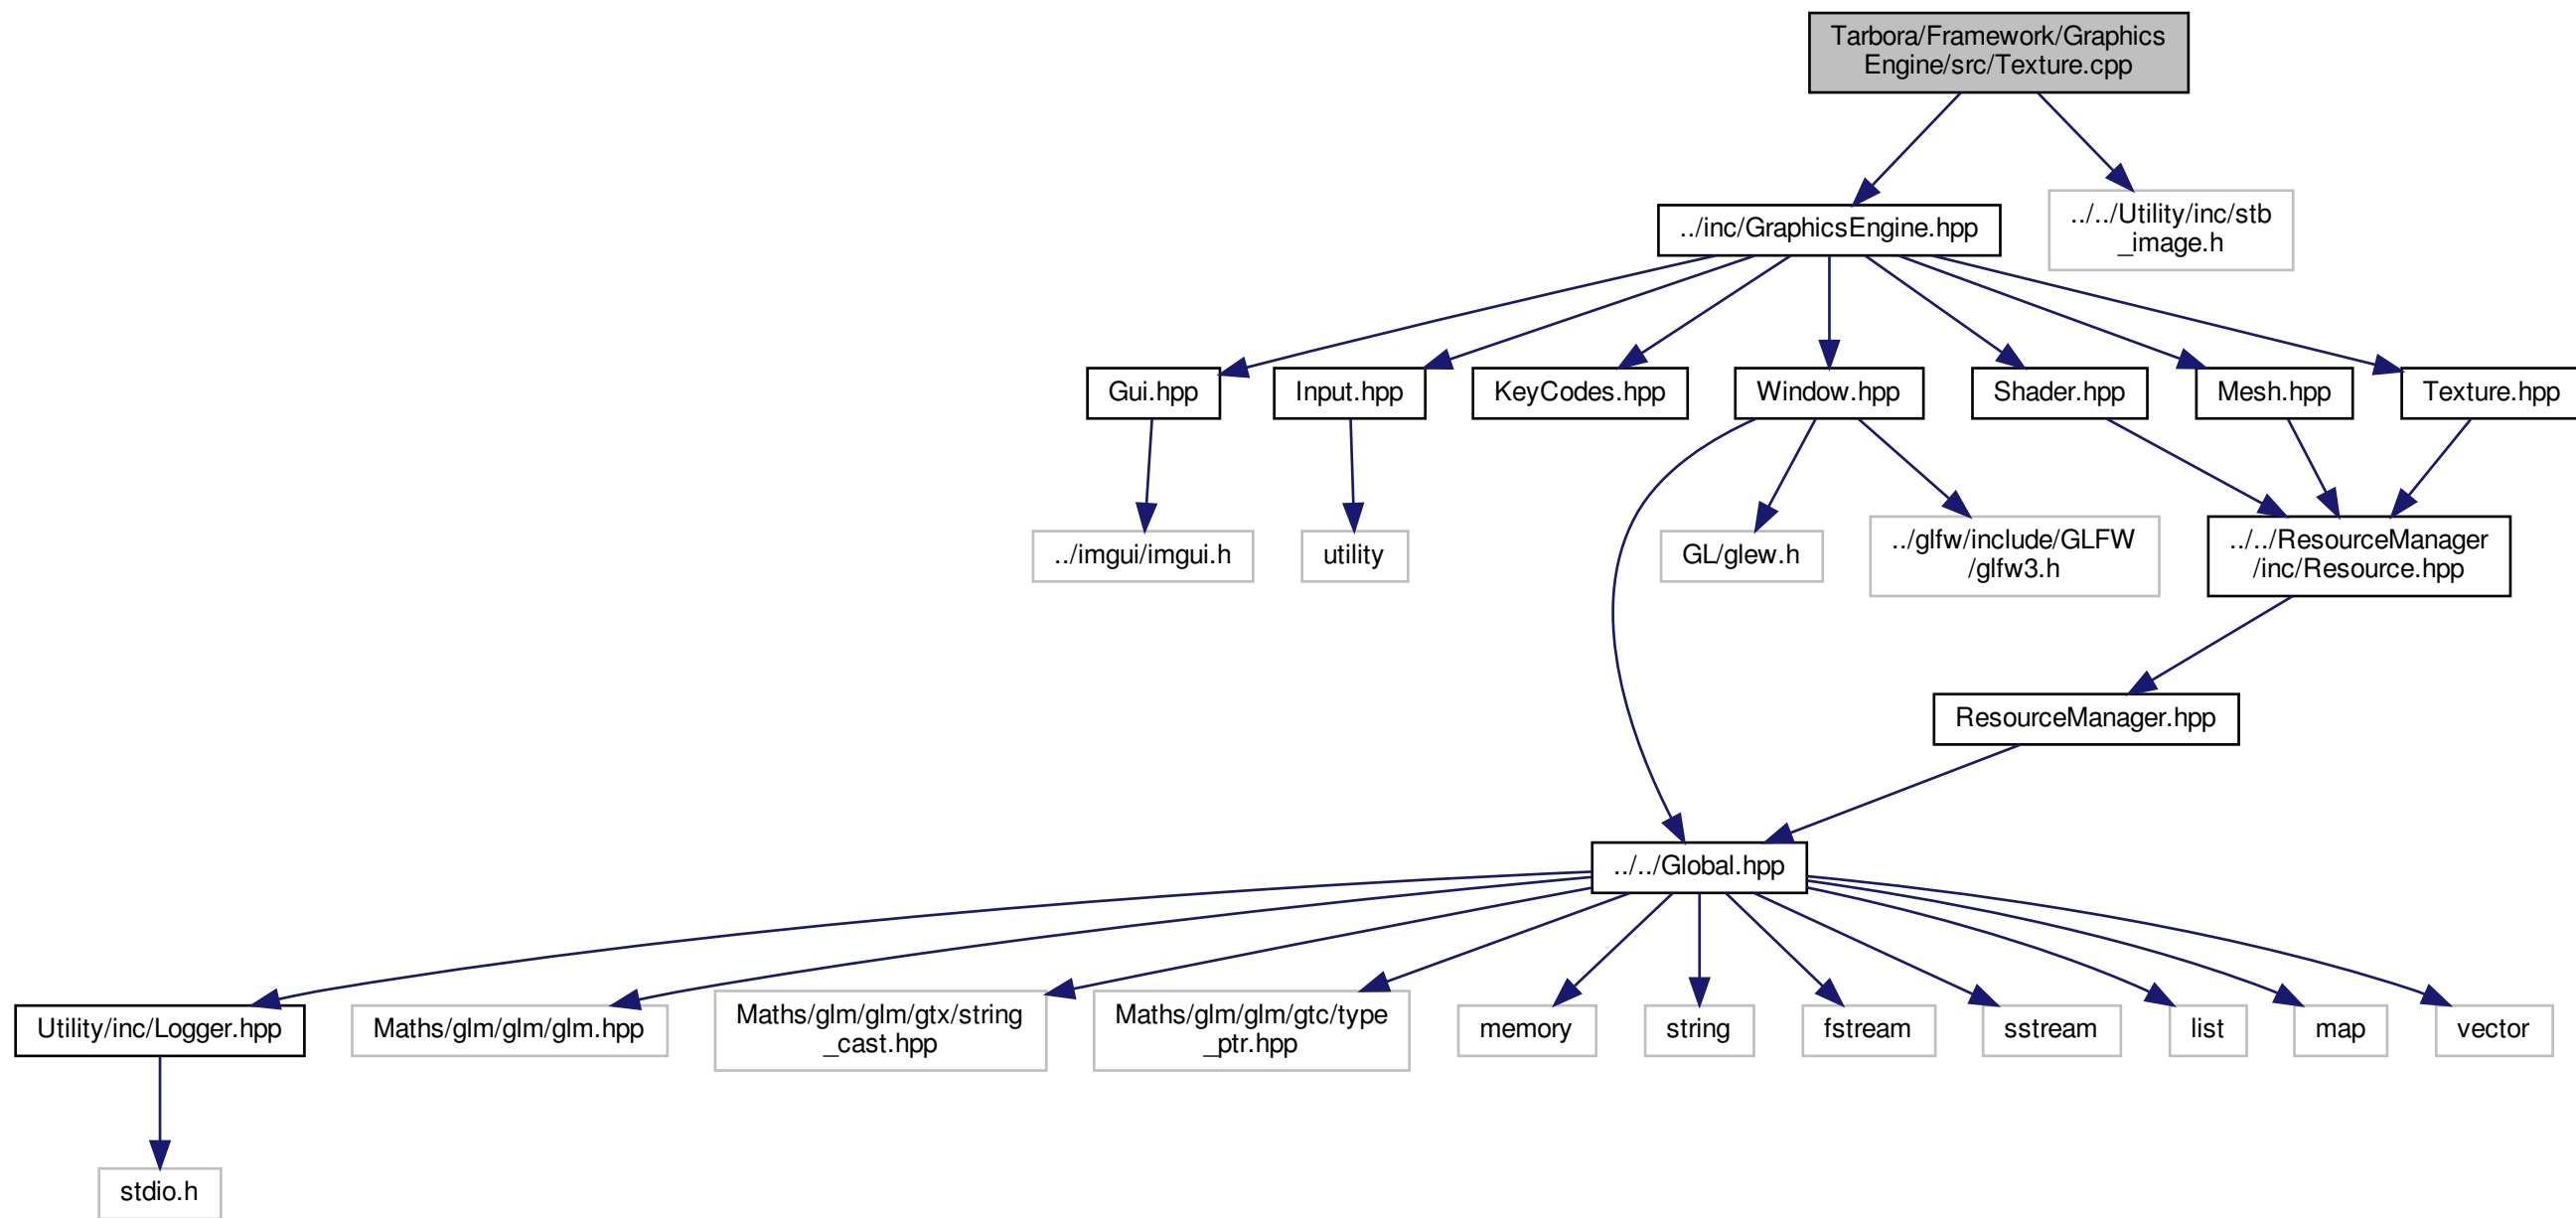 Tarbora/Framework/Graphics
Engine/src/Texture.cpp
../inc/GraphicsEngine.hpp
../../Utility/inc/stb
_image.h
Gui.hpp
Input.hpp
KeyCodes.hpp
Window.hpp
Shader.hpp
Mesh.hpp
Texture.hpp
../imgui/imgui.h
utility
GL/glew.h
../glfw/include/GLFW
/glfw3.h
../../ResourceManager
/inc/Resource.hpp
ResourceManager.hpp
../../Global.hpp
Utility/inc/Logger.hpp
Maths/glm/glm/glm.hpp
Maths/glm/glm/gtx/string
_cast.hpp
Maths/glm/glm/gtc/type
_ptr.hpp
memory
string
fstream
sstream
list
map
vector
stdio.h